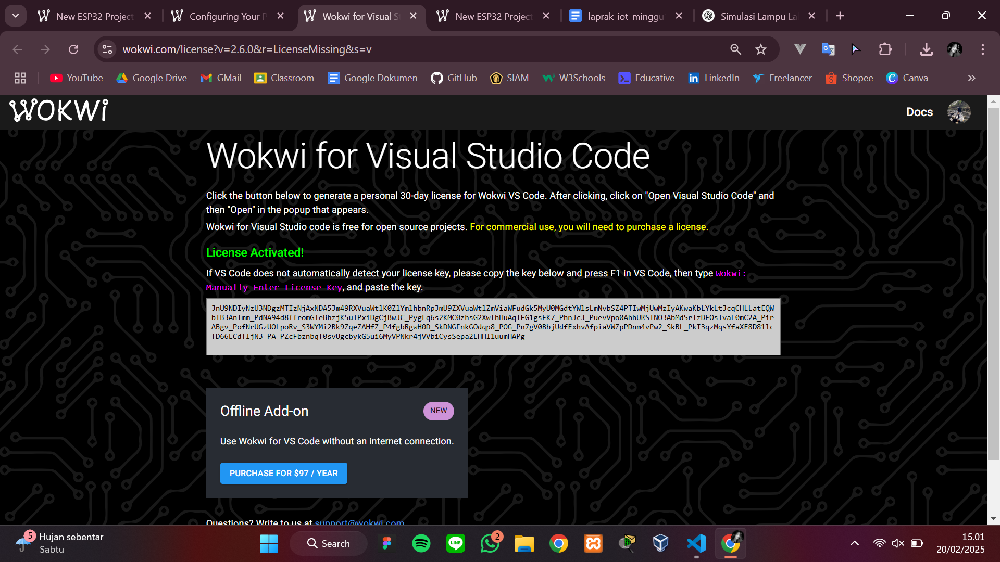 New ESP32 Project
Configuring Your P
Wokwi for Visual S
New ESP32 Project
laprak_iot_minggu
Simulasi Lampu La
wokwi.com/license?v=2.6.0&r=LicenseMissing&s=v
YouTube
Google Drive
GMail
Classroom
Google Dokumen
GitHub
SIAM
W3Schools
Educative
LinkedIn
Freelancer
Shopee
Canva
WOKWi
Docs
Wokwi for Visual Studio Code
Click the button below to generate a personal 30-day license for Wokwi VS Code. After clicking, click on "Open Visual Studio Code" and
then "Open" in the popup that appears.
Wokwi for Visual Studio code is free for open source projects. For commercial use, you will need to purchase a license.
License Activated!
If VS Code does not automatically detect your license key, please copy the key below and press F1 in VS Code, then type Wokwi:
Manually Enter License Key, and paste the key.
JnU9NDIyNzU3NDgzMTIzNjAxNDA5Jm49RXVuaWtlK0ZlYmlhbnRpJmU9ZXVuaWtlZmViaWFudGk5MyU0MGdtYWlsLmNvbSZ4PTIwMjUwMzIyAKwaKbLYkLtJcqCHLLatEQW
bIB3AnTmm_PdNA94d8ffromGleBhzjK5ulPxiDgCjBwJC_PygLq6s2KMC0zhsG2XwfhHuAqIFG1gsFK7_PhnJcJ_PuevVpo0AhhURSTNO3AbMdSrlzDFOslvaL0mC2A_Pir
ABgv_PofNrUGzUOLpoRv_S3WYMi2Rk9ZqeZAHfZ_P4fgbRgwH0D_SkDNGFnkGOdqp8_POG_Pn7gV0BbjUdfExhvAfpiaVWZpPDnm4vPw2_SkBL_PkI3qzMqsYfaXE8D81lc
fD66ECdTIjN3_PA_PZcFbznbqf0svUgcbykG5ui6MyVPNkr4jVVbiCysSepa2EHHl1uumHAPg
Offline Add-on
NEW
Use Wokwi for VS Code without an internet connection.
PURCHASE FOR $97 / YEAR
Questions? Write to us at support@wokwi.com
5
Hujan sebentar
Sabtu
Search
LINE
2
15.01
20/02/2025